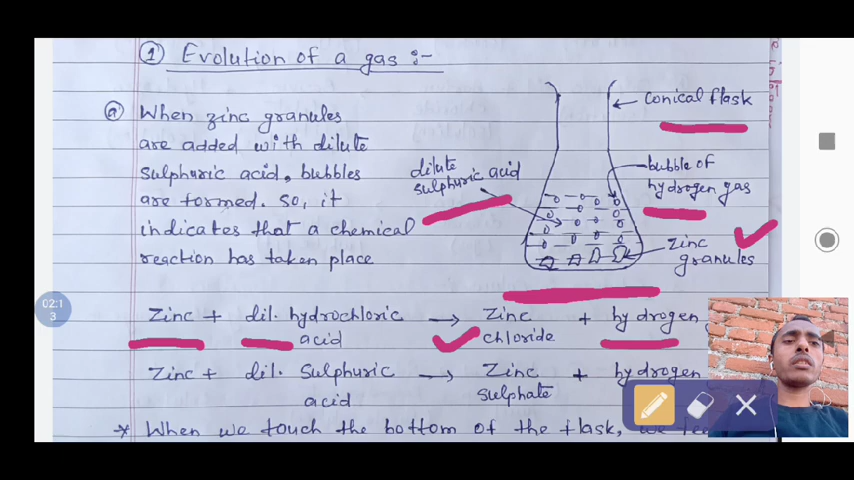 ① Evolution of a gas :-
ⓐ When zinc granules
are added with dilute
sulphuric acid, bubbles
are formed. So, it
indicates that a chemical
reaction has taken place
conical flask
dilute
sulphuric acid
bubble of
hydrogen gas
zinc
granules
Zinc + dil. hydrochloric acid → Zinc chloride + hydrogen
Zinc + dil. Sulphuric acid → Zinc sulphate + hydrogen
* When we touch the bottom of the flask, we
02:1
3